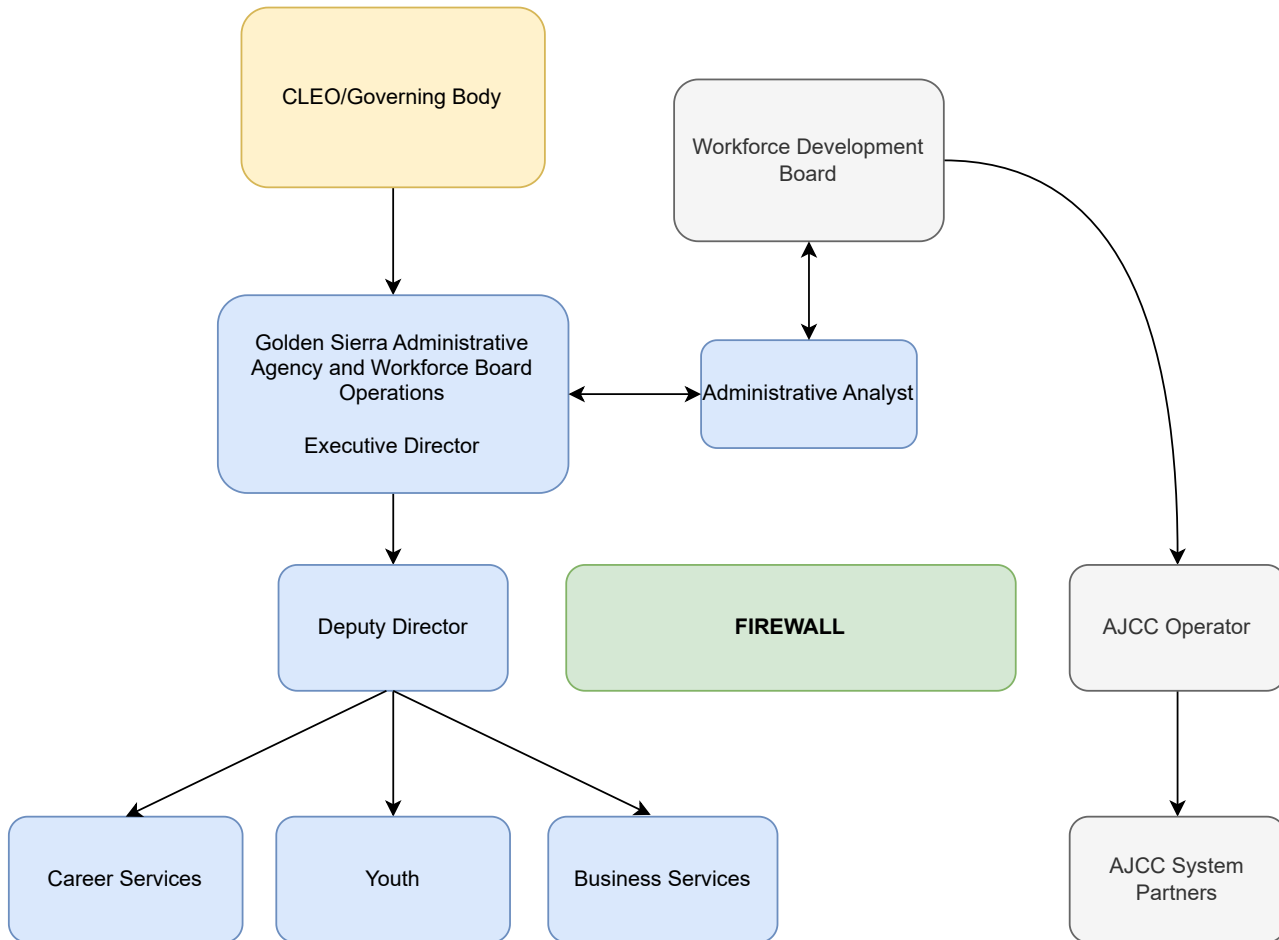 CLEO/Governing Body
Workforce Development
Board
Golden Sierra Administrative
Agency and Workforce Board
Operations
Executive Director
Administrative Analyst
Deputy Director
FIREWALL
AJCC Operator
Career Services
Youth
Business Services
AJCC System
Partners